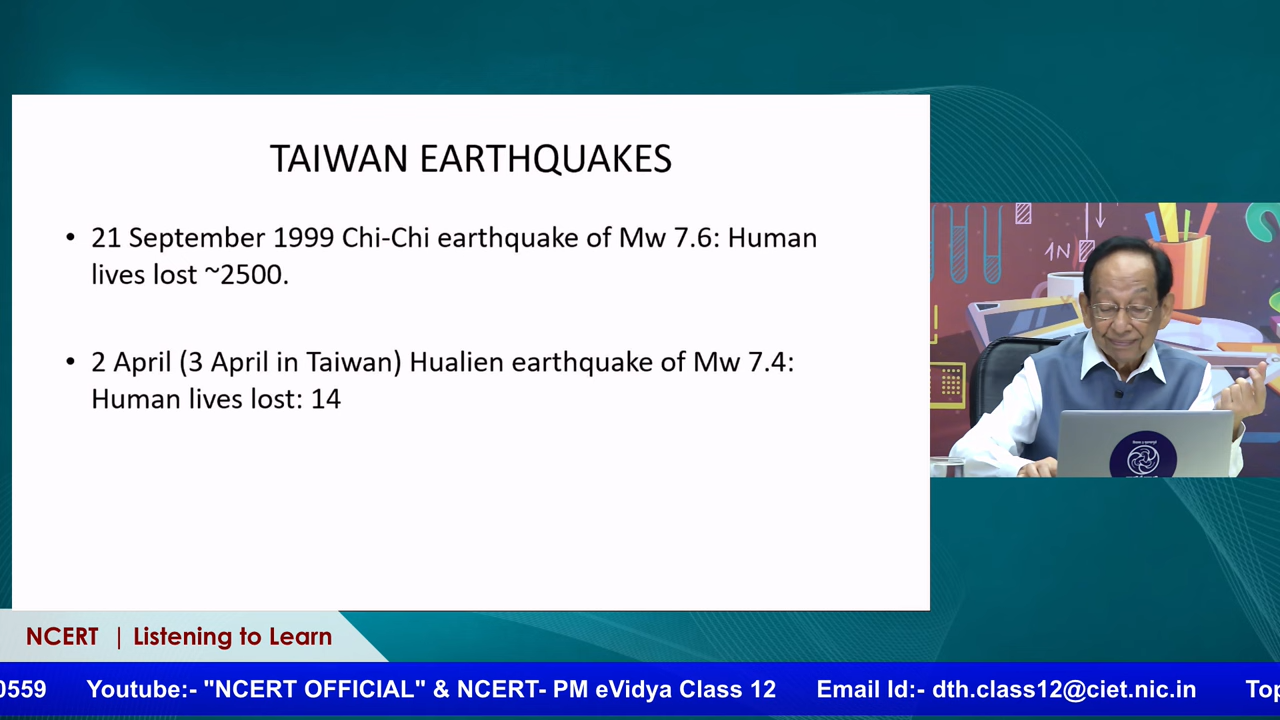 TAIWAN EARTHQUAKES
• 21 September 1999 Chi-Chi earthquake of Mw 7.6: Human
lives lost ~2500.
• 2 April (3 April in Taiwan) Hualien earthquake of Mw 7.4:
Human lives lost: 14
1N
NCERT | Listening to Learn
0559 Youtube:- "NCERT OFFICIAL" & NCERT- PM eVidya Class 12 Email Id:- dth.class12@ciet.nic.in